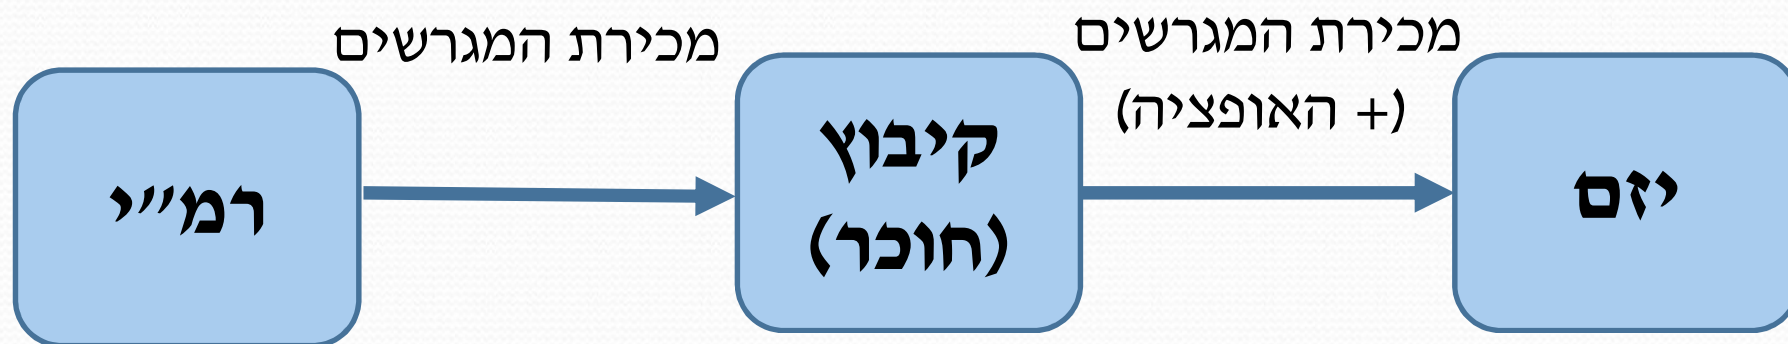 רמ״י
מכירת המגרשים
קיבוץ
(חוכר)
מכירת המגרשים
(+ האופציה)
יזם